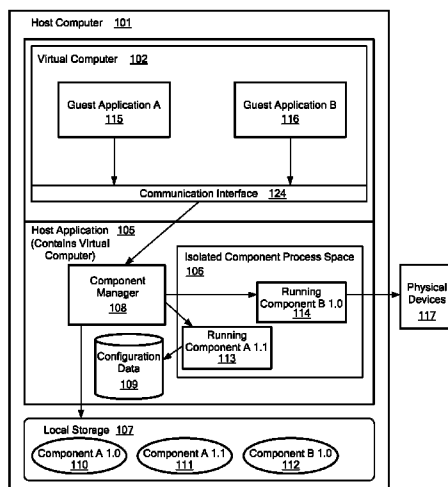 Host Computer 101
Virtual Computer 102
Guest Application A
115
Guest Application B
116
Communication Interface 124
Host Application 105
(Contains Virtual
Computer)
Isolated Component Process Space
106
Component
Manager
108
Running
Component B 1.0
114
Physical
Devices
117
Running
Component A 1.1
113
Configuration
Data
109
Local Storage 107
Component A 1.0
110
Component A 1.1
111
Component B 1.0
112